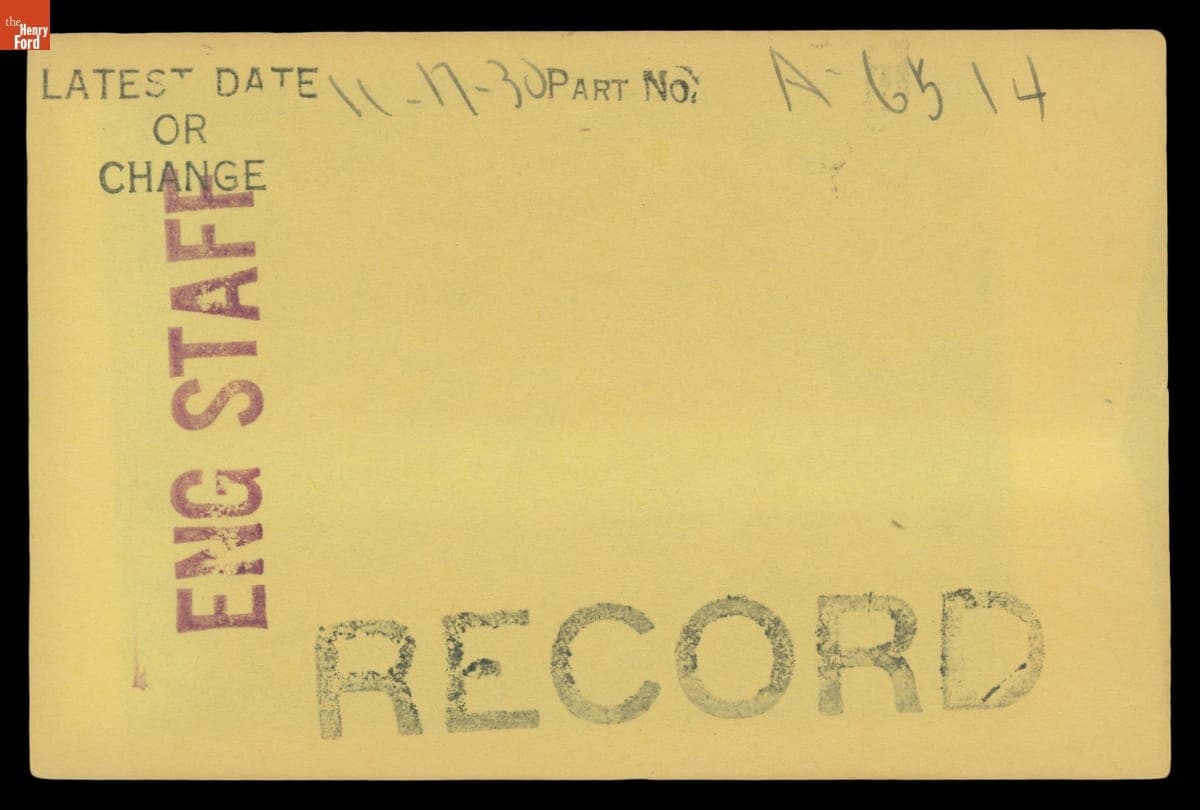 the
Henry
Ford
LATEST DATE 11-17-30 PART NO. A-6514
OR
CHANGE
ENG STAFF
RECORD